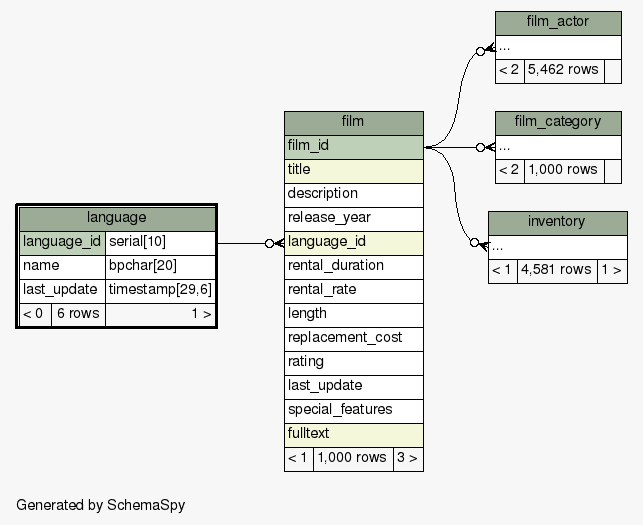 film_actor
...
< 2 5,462 rows
film
film_id
title
description
release_year
language_id
rental_duration
rental_rate
length
replacement_cost
rating
last_update
special_features
fulltext
< 1 1,000 rows 3 >
film_category
...
< 2 1,000 rows
language
language_id serial[10]
name bpchar[20]
last_update timestamp[29,6]
< 0 6 rows 1 >
inventory
...
< 1 4,581 rows 1 >
Generated by SchemaSpy